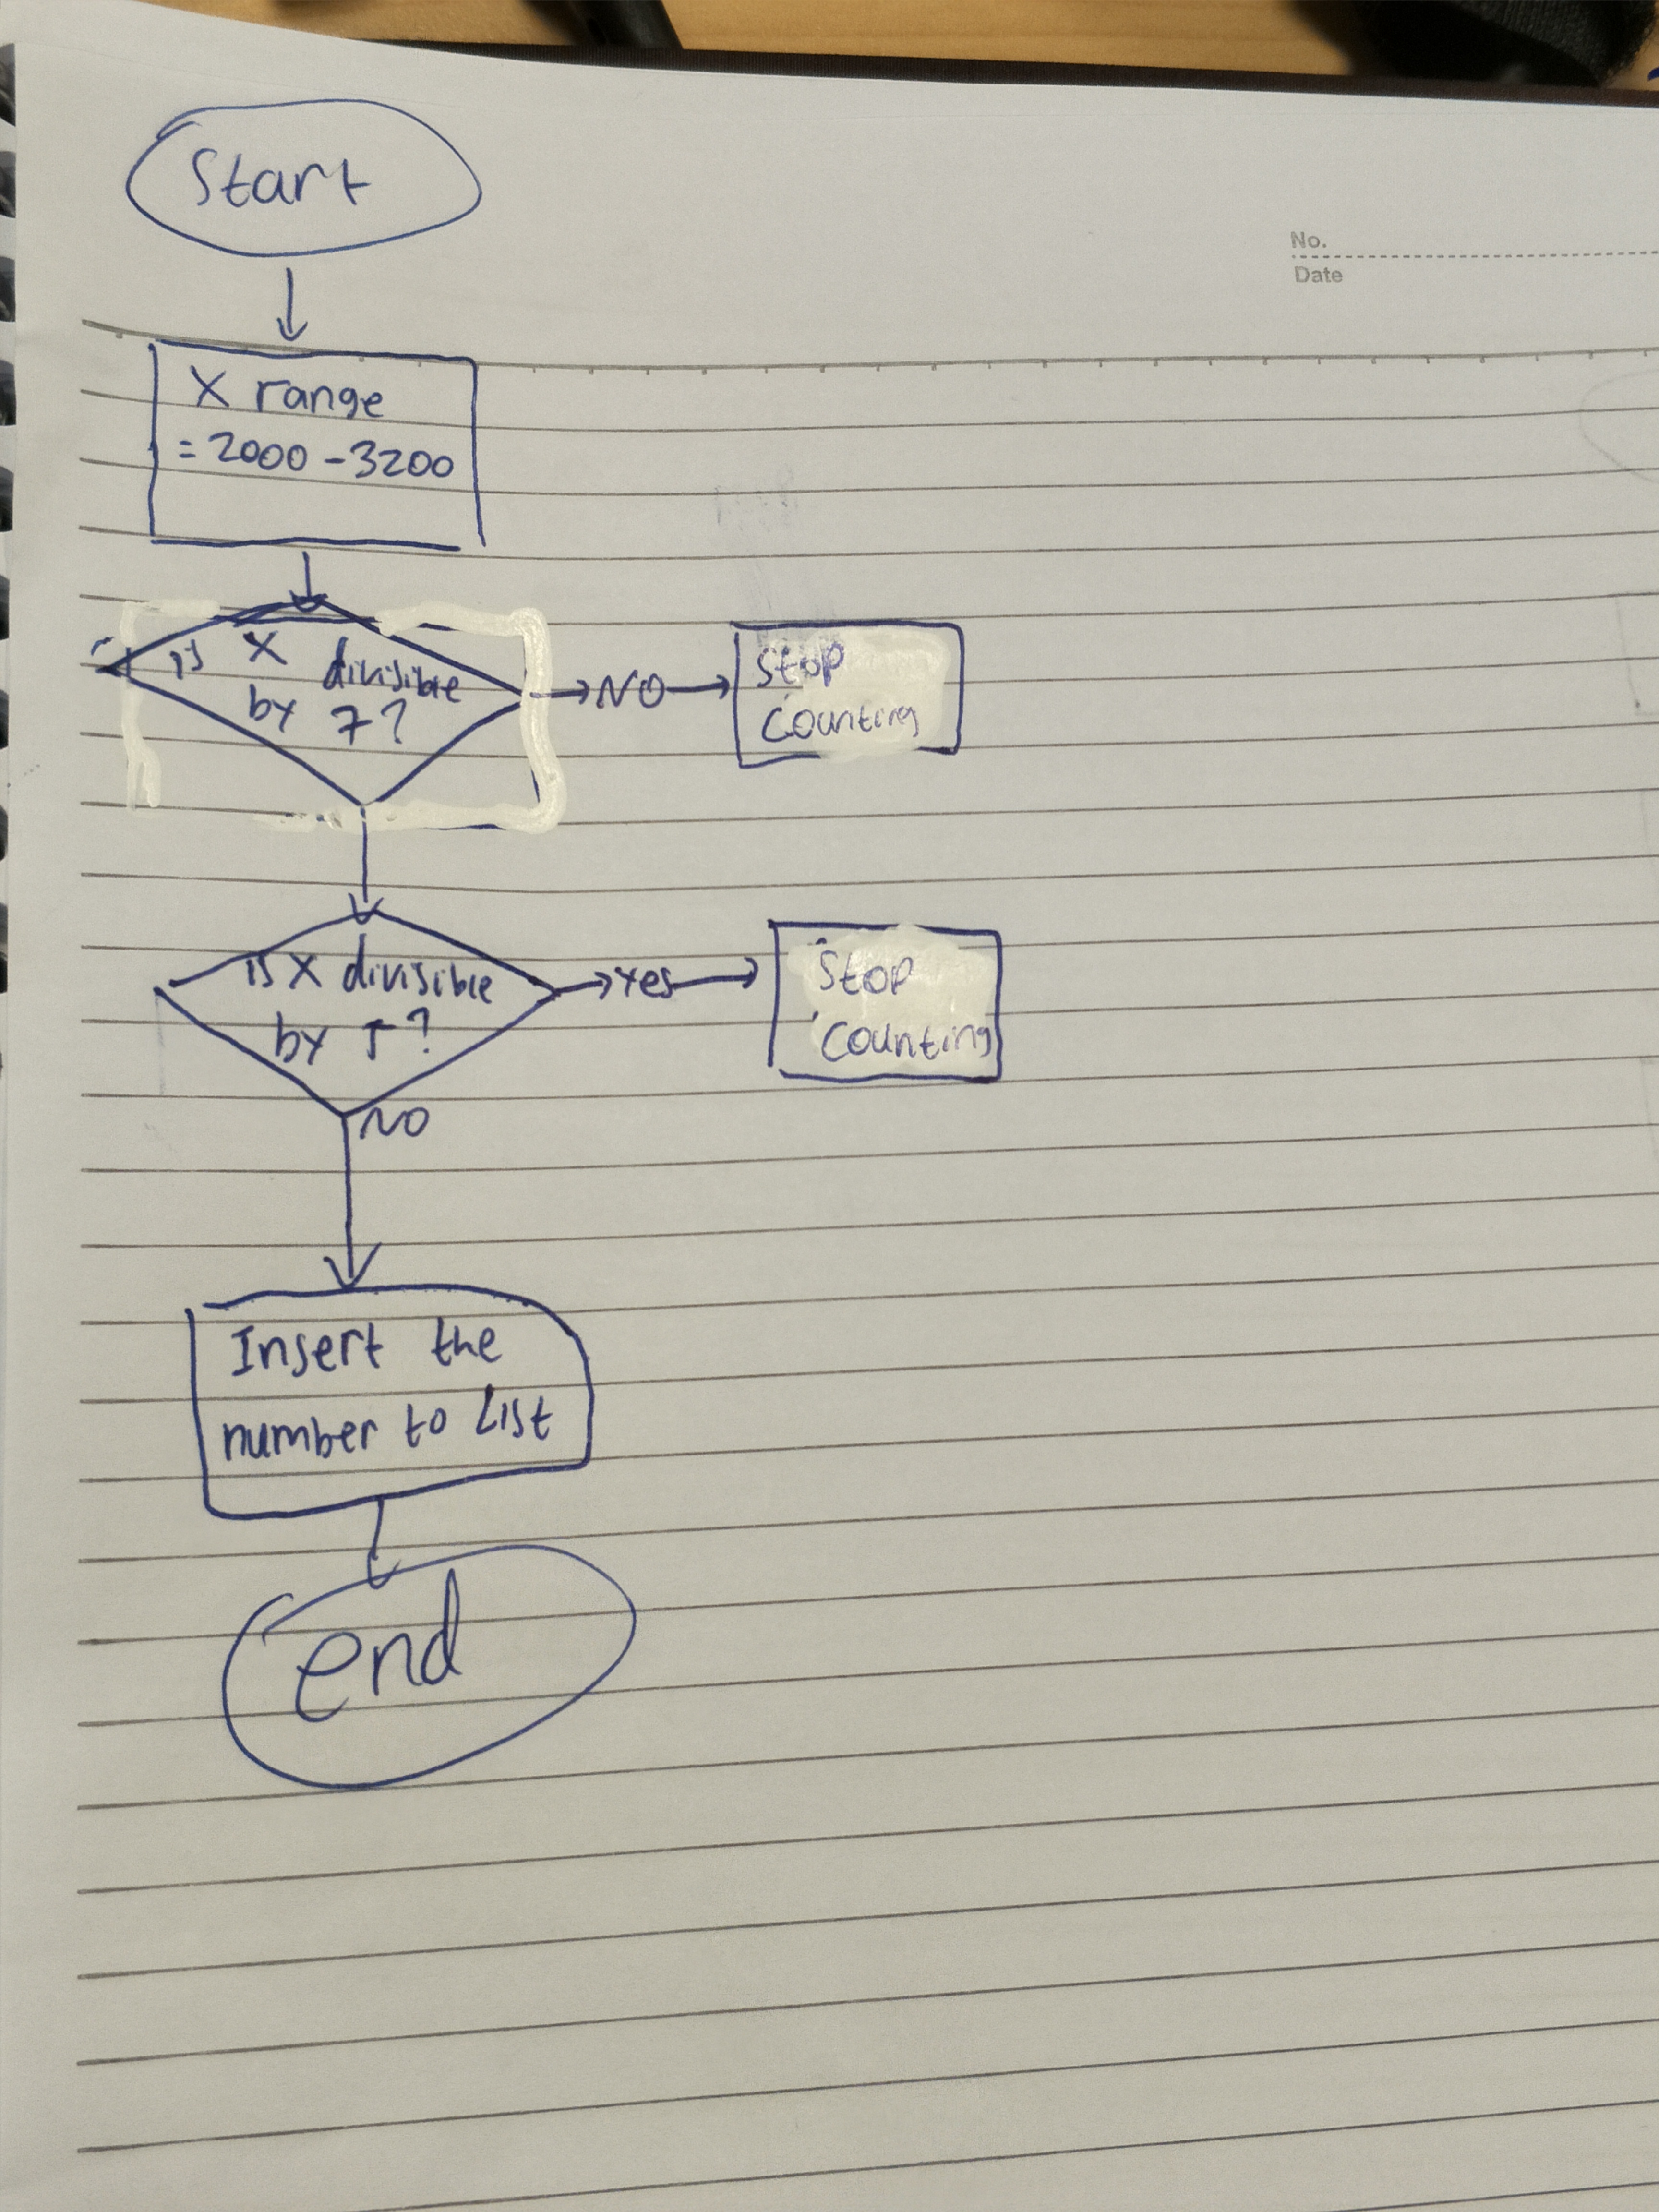 No.
Date
Start
X range
= 2000 - 3200
is X divisible
by 7?
NO
Stop
Counting
is X divisible
by 5?
Yes
Stop
Counting
NO
Insert the
number to List
end